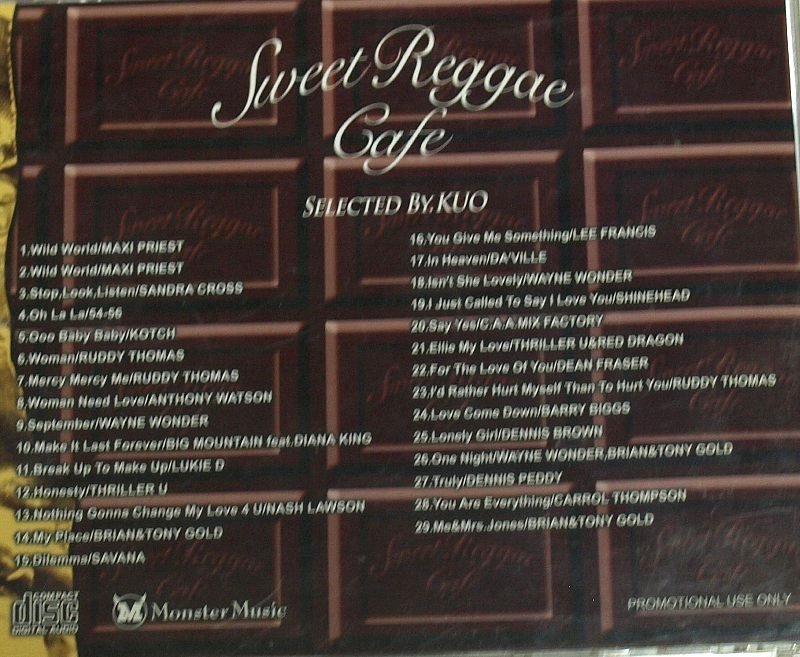 Sweet Reggae
Cafe
SELECTED BY.KUO
1.Wild World/MAXI PRIEST
2.Wild World/MAXI PRIEST
3.Stop,Look,Listen/SANDRA CROSS
4.Oh La La/54-56
5.Ooo Baby Baby/KOTCH
6.Woman/RUDDY THOMAS
7.Mercy Mercy Me/RUDDY THOMAS
8,Woman Need Love/ANTHONY WATSON
9.September/WAYNE WONDER
10.Make It Last Forever/BIG MOUNTAIN feat.DIANA KING
11.Break Up To Make Up/LUKIE D
12.Honesty/THRILLER U
13.Nothing Gonna Change My Love 4 U/NASH LAWSON
14.My Place/BRIAN&TONY GOLD
15.Dilemma/SAVANA
16.You Give Me Something/LEE FRANCIS
17.In Heaven/DA'VILLE
18.Isn't She Lovely/WAYNE WONDER
19.I Just Called To Say I Love You/SHINEHEAD
20.Say Yes/C.A.A.MIX FACTORY
21.Ellie My Love/THRILLER U&RED DRAGON
22.For The Love Of You/DEAN FRASER
23.I'd Rather Hurt Myself Than To Hurt You/RUDDY THOMAS
24.Love Come Down/BARRY BIGGS
25.Lonely Girl/DENNIS BROWN
26.One Night/WAYNE WONDER,BRIAN&TONY GOLD
27.Truly/DENNIS PEDDY
28.You Are Everything/CARROL THOMPSON
29.Me&Mrs.Jones/BRIAN&TONY GOLD
COMPACT
disc
DIGITAL AUDIO
M Monster Music
PROMOTIONAL USE ONLY